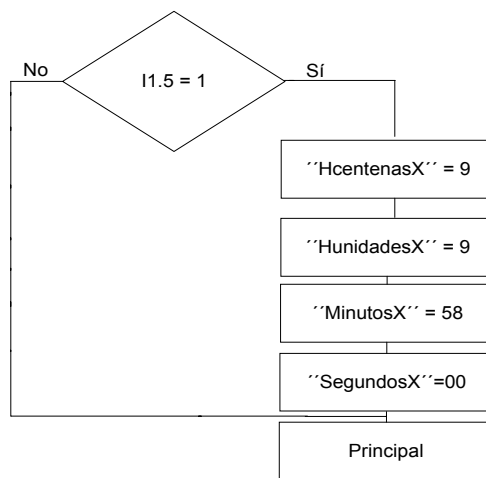 No
I1.5 = 1
Sí
´´HcentenasX´´ = 9
´´HunidadesX´´ = 9
´´MinutosX´´ = 58
´´SegundosX´´=00
Principal